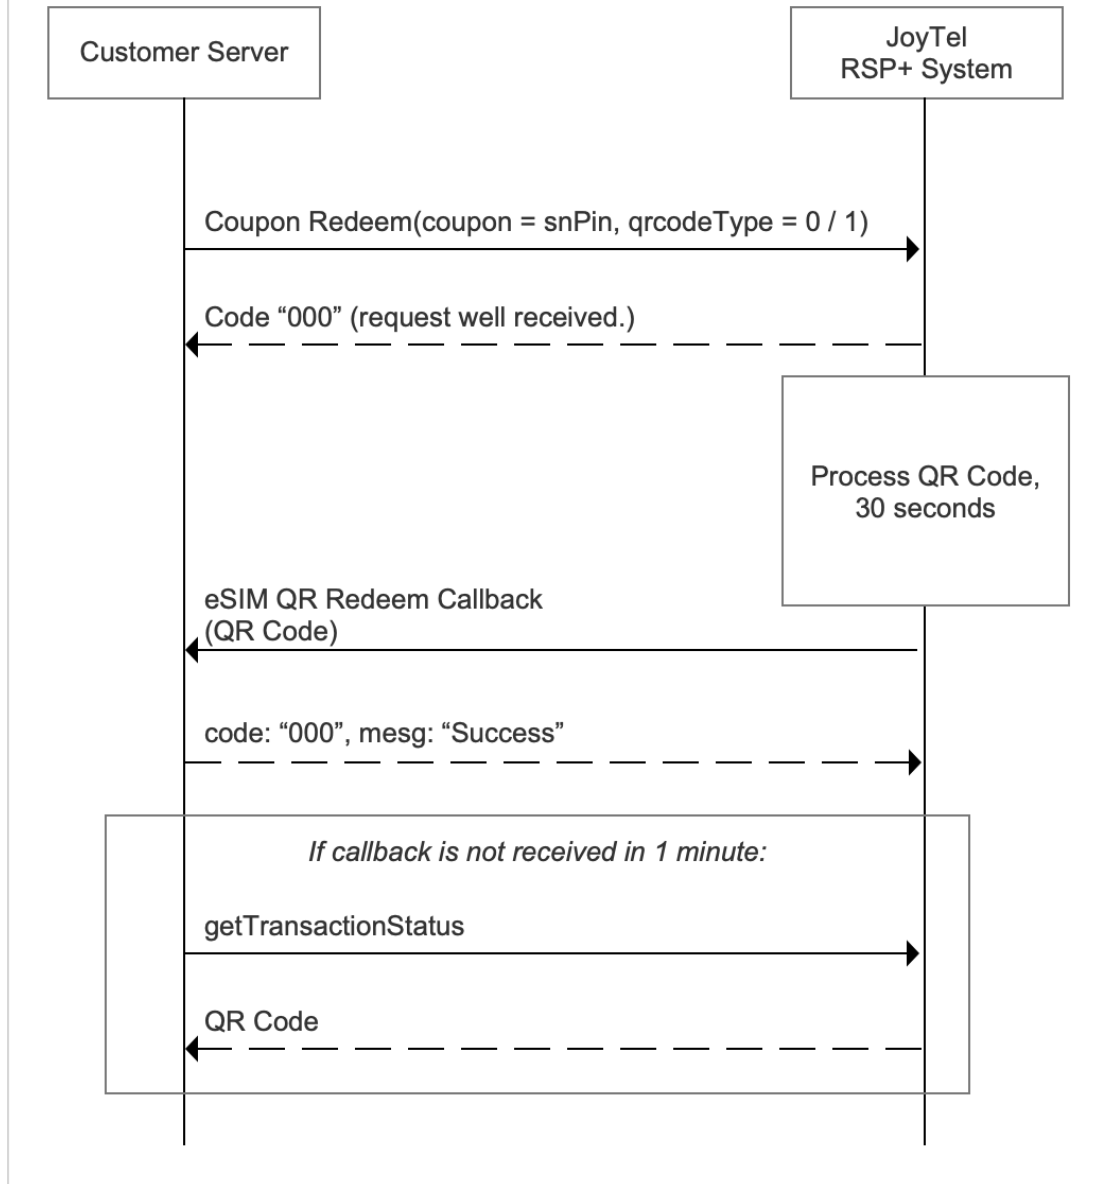 Customer Server
JoyTel
RSP+ System
Coupon Redeem(coupon = snPin, qrcodeType = 0 / 1)
Code “000” (request well received.)
Process QR Code,
30 seconds
eSIM QR Redeem Callback
(QR Code)
code: “000”, mesg: “Success”
If callback is not received in 1 minute:
getTransactionStatus
QR Code